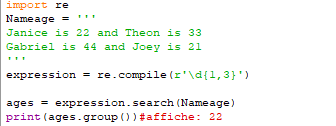 import re
Nameage = '''
Janice is 22 and Theon is 33
Gabriel is 44 and Joey is 21
'''
expression = re.compile(r'\d{1,3}')
ages = expression.search(Nameage)
print(ages.group())#affiche: 22